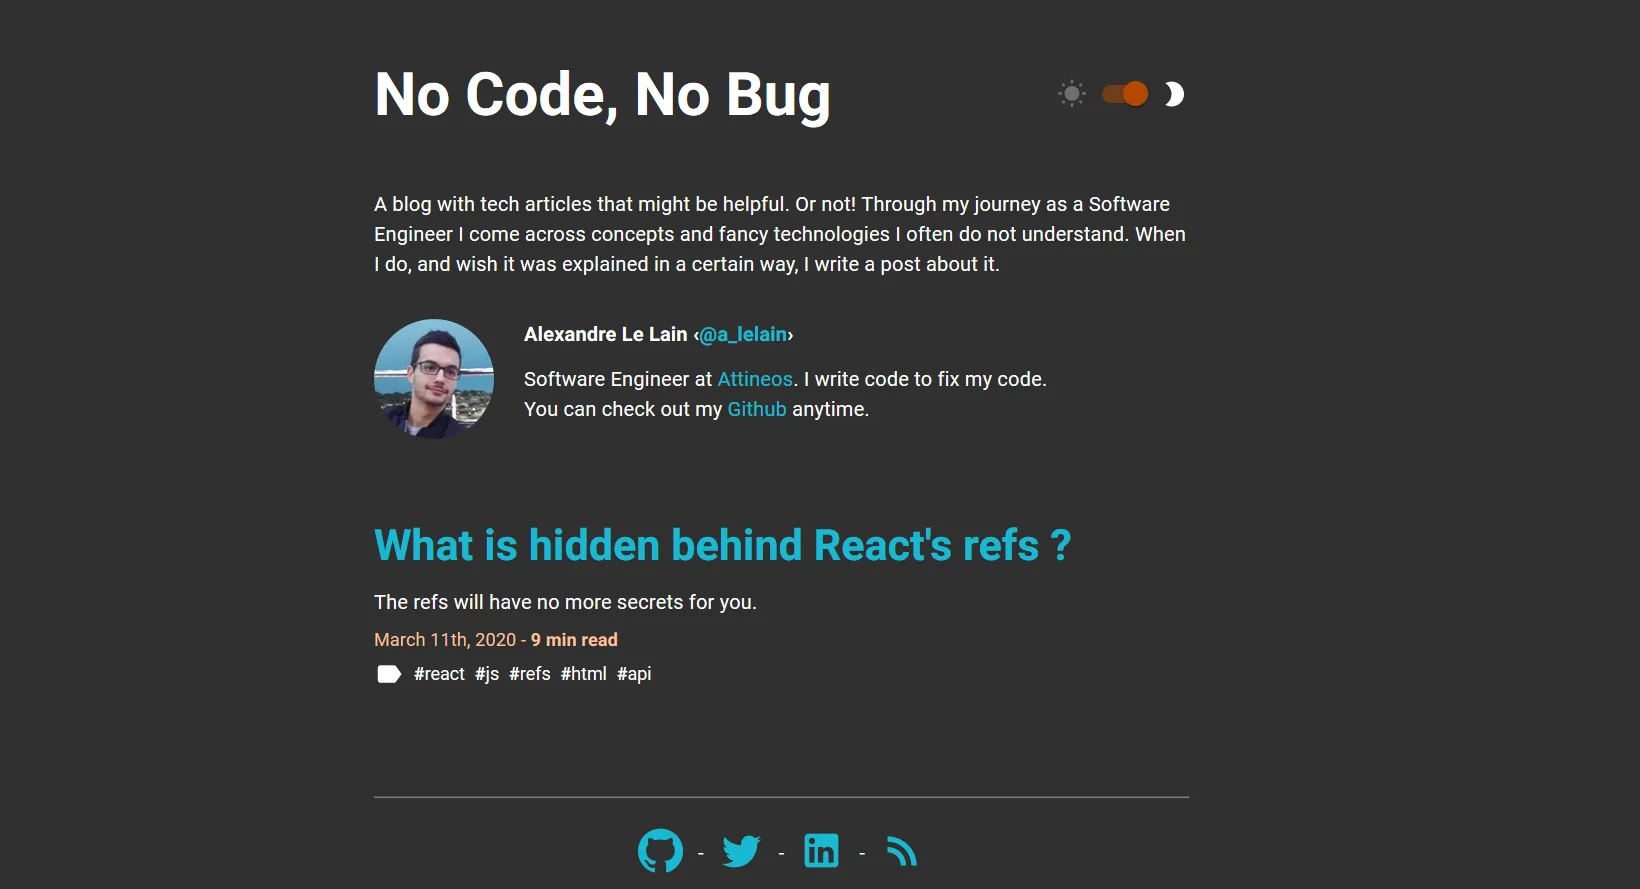 No Code, No Bug
A blog with tech articles that might be helpful. Or not! Through my journey as a Software
Engineer I come across concepts and fancy technologies I often do not understand. When
I do, and wish it was explained in a certain way, I write a post about it.
Alexandre Le Lain ‹@a_lelain›
Software Engineer at Attineos. I write code to fix my code.
You can check out my Github anytime.
What is hidden behind React's refs ?
The refs will have no more secrets for you.
March 11th, 2020 - 9 min read
#react #js #refs #html #api
- in - -